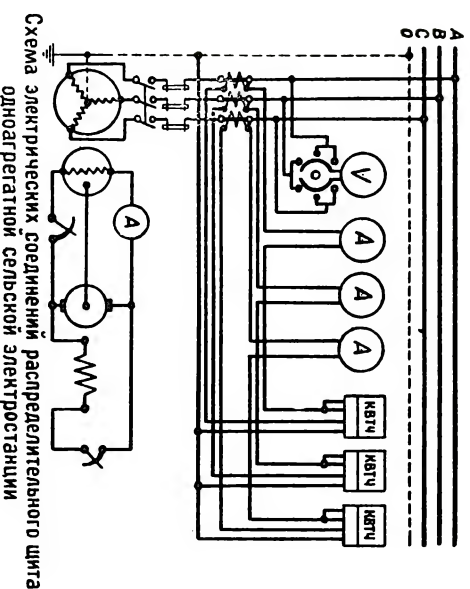 А
В
С
О
V
А
А
А
КВТЧ
КВТЧ
КВТЧ
А
Схема электрических соединений распределительного щита
одноагрегатной сельской электростанции